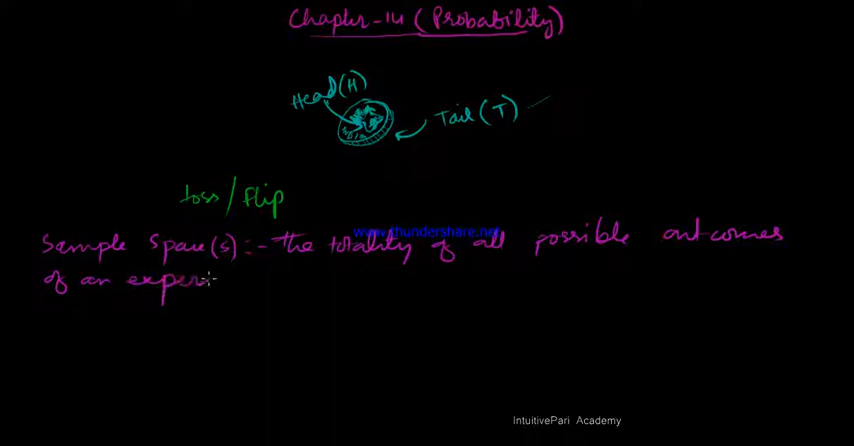 Chapter-14 (Probability)
Head(H)
Tail(T)
toss/Flip
Sample Space(s):- The totality of all possible outcomes
www.thundershare.net
of an exper
IntuitivePari Academy